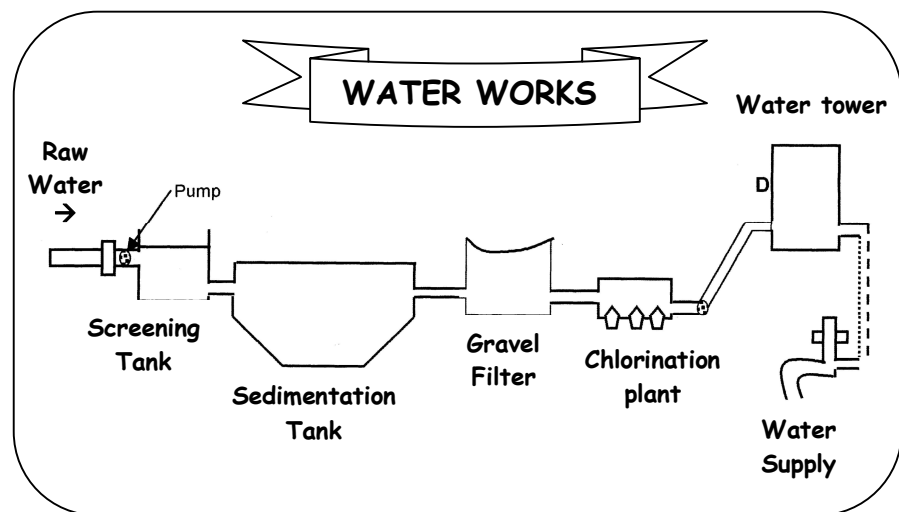 WATER WORKS
Water tower
Raw
Water
→
Pump
D
Screening
Tank
Sedimentation
Tank
Gravel
Filter
Chlorination
plant
Water
Supply